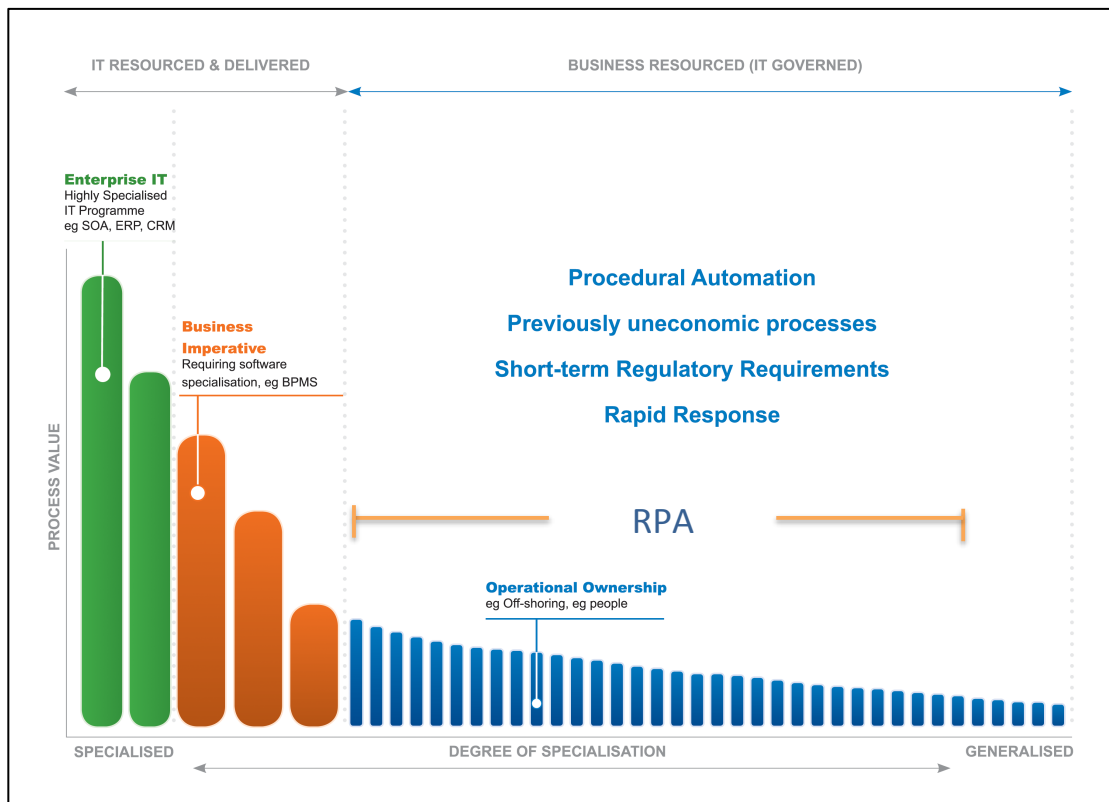 IT RESOURCED & DELIVERED
BUSINESS RESOURCED (IT GOVERNED)
Enterprise IT
Highly Specialised
IT Programme
eg SOA, ERP, CRM
Business
Imperative
Requiring software
specialisation, eg BPMS
Procedural Automation
Previously uneconomic processes
Short-term Regulatory Requirements
Rapid Response
RPA
Operational Ownership
eg Off-shoring, eg people
PROCESS VALUE
SPECIALISED
DEGREE OF SPECIALISATION
GENERALISED